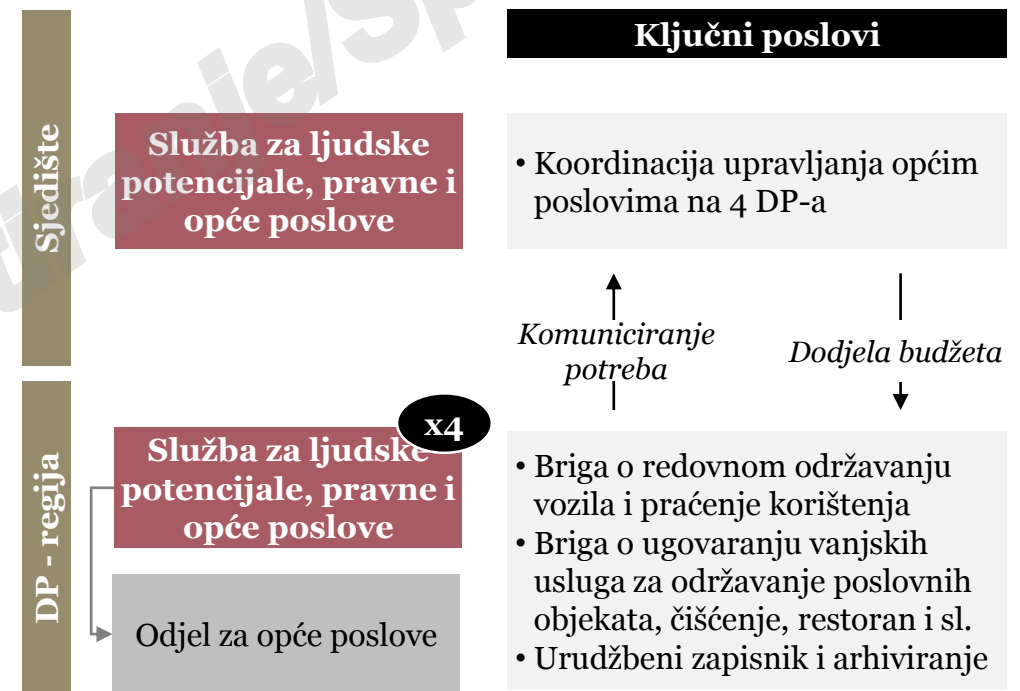 Ključni poslovi
Sjedište
Služba za ljudske
potencijale, pravne i
opće poslove
• Koordinacija upravljanja općim
poslovima na 4 DP-a
Komuniciranje
potreba
Dodjela budžeta
DP - regija
x4
Služba za ljudske
potencijale, pravne i
opće poslove
Odjel za opće poslove
• Briga o redovnom održavanju
vozila i praćenje korištenja
• Briga o ugovaranju vanjskih
usluga za održavanje poslovnih
objekata, čišćenje, restoran i sl.
• Urudžbeni zapisnik i arhiviranje